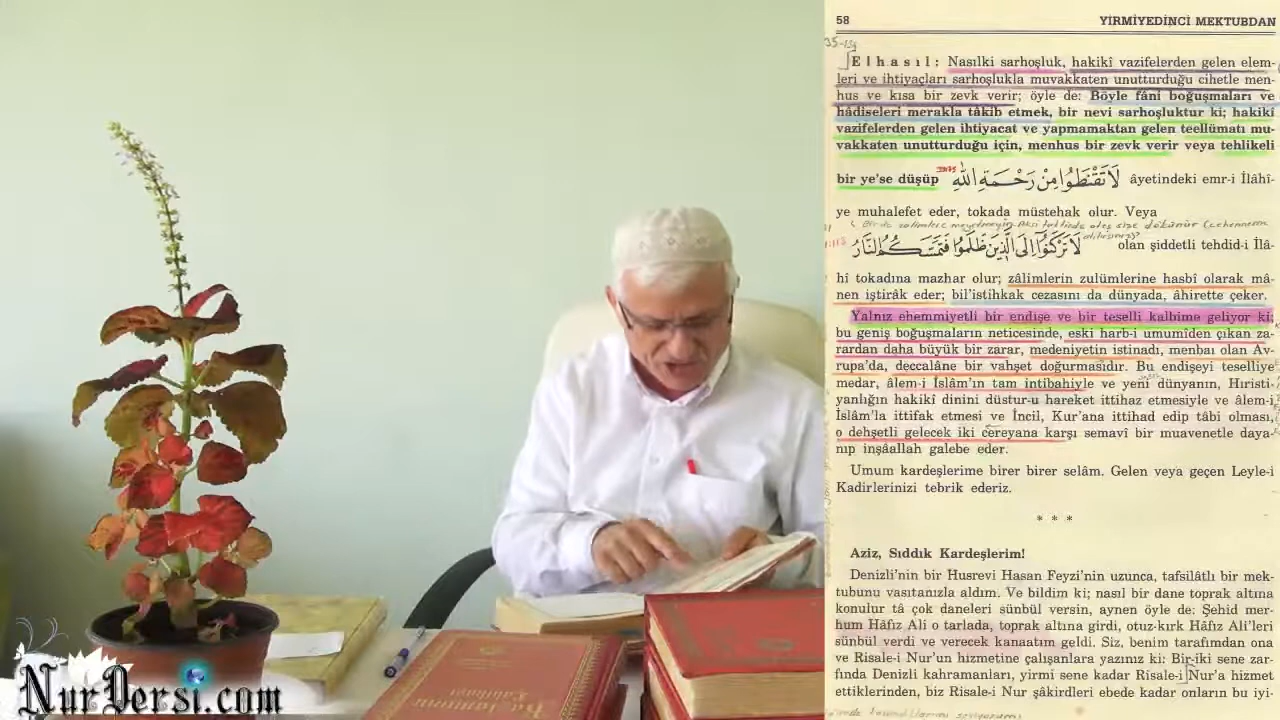 58 YİRMİYEDİNCİ MEKTUBDAN
Elhasıl: Nasılki sarhoşluk, hakikî vazifelerden gelen elem-
leri ve ihtiyaçları sarhoşlukla muvakkaten unutturduğu cihetle men-
hus ve kısa bir zevk verir; öyle de: Böyle fâni boğuşmaları ve
hâdiseleri merakla tâkib etmek, bir nevi sarhoşluktur ki; hakikî
vazifelerden gelen ihtiyacat ve yapmamaktan gelen teellümatı mu-
vakkaten unutturduğu için, menhus bir zevk verir veya tehlikeli
bir ye'se düşüp لَا تَقْنَطُوا مِنْ رَحْمَةِ اللّٰهِ âyetindeki emr-i İlâhî-
ye muhalefet eder, tokada müstehak olur. Veya
لَا تَرْكَنُوا اِلَى الَّذِينَ ظَلَمُوا فَتَمَسَّكُمُ النَّارُ olan şiddetli tehdid-i İlâ-
hî tokadına mazhar olur; zâlimlerin zulümlerine hasbî olarak mâ-
nen iştirâk eder; bil'istihkak cezasını da dünyada, âhirette çeker.
Yalnız ehemmiyetli bir endişe ve bir teselli kalbime geliyor ki;
bu geniş boğuşmaların neticesinde, eski harb-i umumîden çıkan za-
rardan daha büyük bir zarar, medeniyetin istinadı, menbaı olan Av-
rupa'da, deccalâne bir vahşet doğurmasıdır. Bu endişeyi teselliye
medar, âlem-i İslâm'ın tam intibahiyle ve yeni dünyanın, Hıristi-
yanlığın hakikî dinini düstur-u hareket ittihaz etmesiyle ve âlem-i
İslâm'la ittifak etmesi ve İncil, Kur'ana ittihad edip tâbi olması,
o dehşetli gelecek iki cereyana karşı semavî bir muavenetle daya-
nıp inşâallah galebe eder.
Umum kardeşlerime birer birer selâm. Gelen veya geçen Leyle-i
Kadirlerinizi tebrik ederiz.
* * *
Aziz, Sıddık Kardeşlerim!
Denizli'nin bir Husrevi Hasan Feyzi'nin uzunca, tafsilâtlı bir mek-
tubunu vasıtanızla aldım. Ve bildim ki; nasıl bir dane toprak altına
konulur tâ çok daneleri sünbül versin, aynen öyle de: Şehid mer-
hum Hâfız Ali o tarlada, toprak altına girdi, otuz-kırk Hâfız Ali'leri
sünbül verdi ve verecek kanaatım geldi. Siz, benim tarafımdan ona
ve Risale-i Nur'un hizmetine çalışanlara yazınız ki: Bir-iki sene zar-
fında Denizli kahramanları, yirmi sene kadar Risale-i Nur'a hizmet
ettiklerinden, biz Risale-i Nur şâkirdleri ebede kadar onların bu iyi-
NurDersi.com